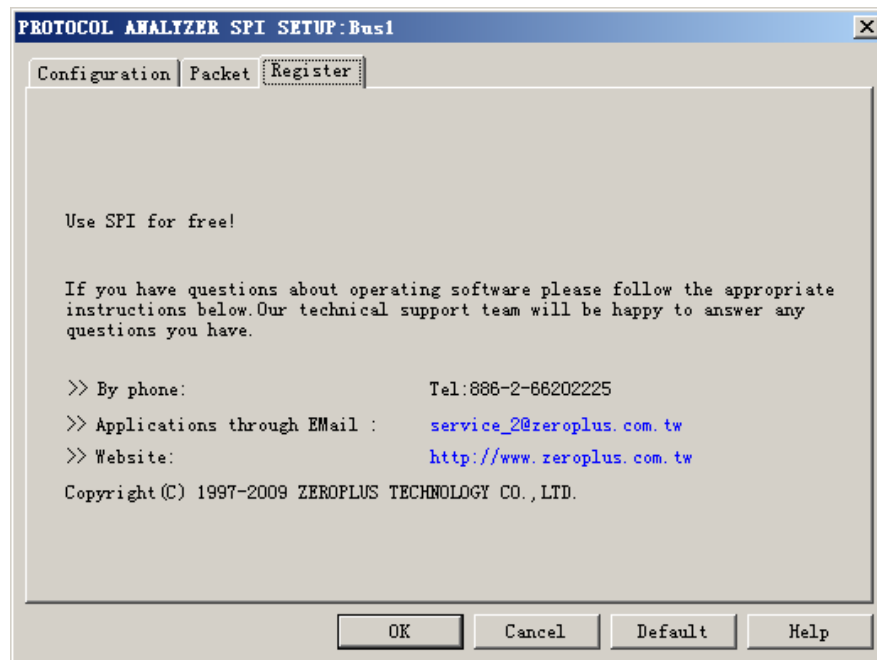 PROTOCOL ANALYZER SPI SETUP:Bus1
Configuration Packet Register
Use SPI for free!
If you have questions about operating software please follow the appropriate
instructions below.Our technical support team will be happy to answer any
questions you have.
>> By phone: Tel:886-2-66202225
>> Applications through EMail : service_2@zeroplus.com.tw
>> Website: http://www.zeroplus.com.tw
Copyright(C) 1997-2009 ZEROPLUS TECHNOLOGY CO.,LTD.
OK Cancel Default Help